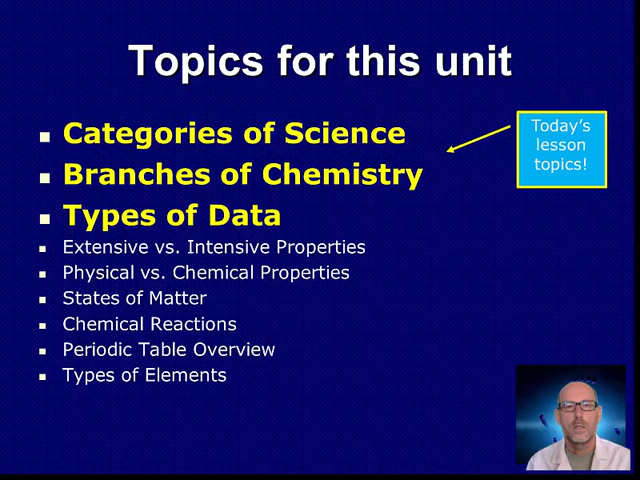 Topics for this unit
Categories of Science
Branches of Chemistry
Types of Data
Extensive vs. Intensive Properties
Physical vs. Chemical Properties
States of Matter
Chemical Reactions
Periodic Table Overview
Types of Elements
Today's
lesson
topics!